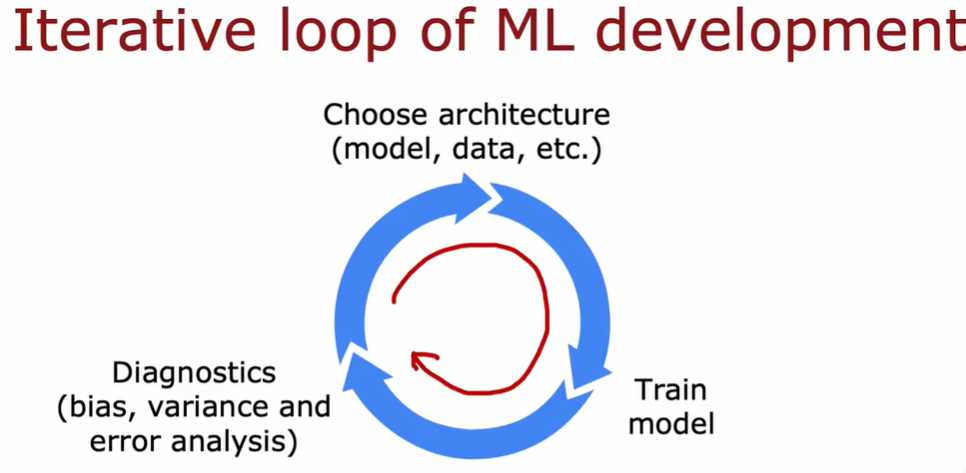 Iterative loop of ML development
Choose architecture
(model, data, etc.)
Train
model
Diagnostics
(bias, variance and
error analysis)